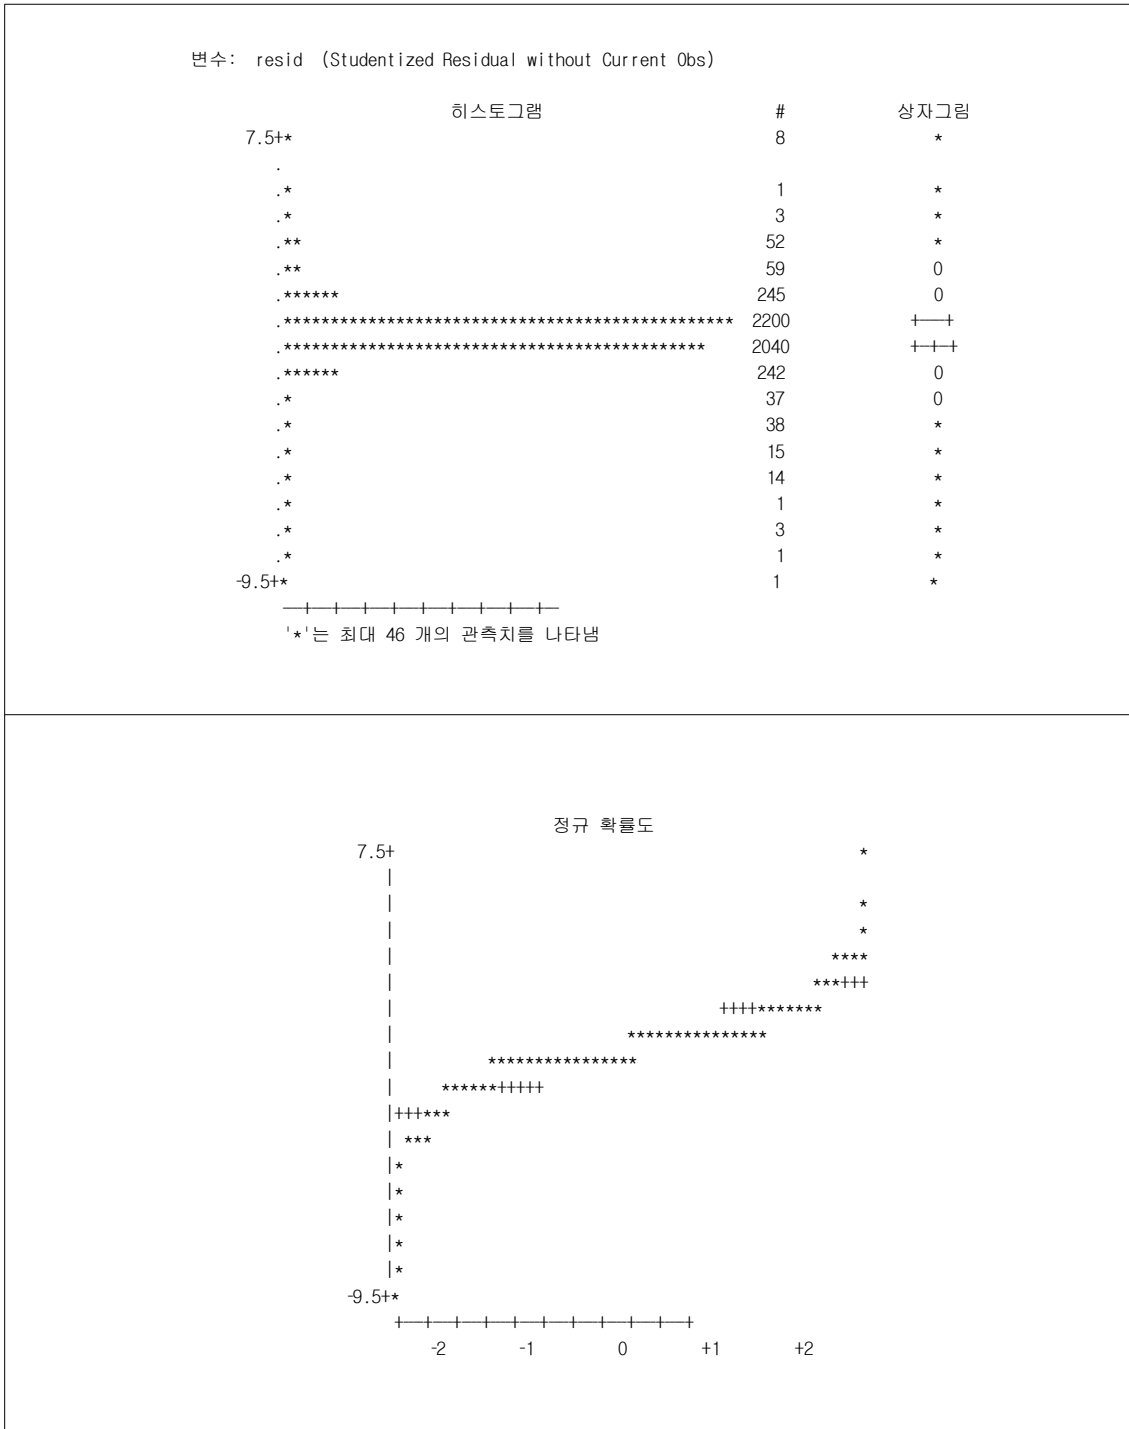 변수: resid (Studentized Residual without Current Obs)
히스토그램 # 상자그림
7.5+* 8 *
.
.* 1 *
.* 3 *
.** 52 *
.** 59 0
.****** 245 0
.************************************************ 2200 +——+
.********************************************* 2040 +—+—+
.****** 242 0
.* 37 0
.* 38 *
.* 15 *
.* 14 *
.* 1 *
.* 3 *
.* 1 *
-9.5+* 1 *
——+——+——+——+——+——+——+——+——+—
'*'는 최대 46 개의 관측치를 나타냄
정규 확률도
7.5+ *
|
| *
| *
| ****
| ***+++
| ++++*******
| ***************
| ****************
| ******+++++
|+++***
| ***
|*
|*
|*
|*
|*
-9.5+*
+——+——+——+——+——+——+——+——+——+——+
-2 -1 0 +1 +2